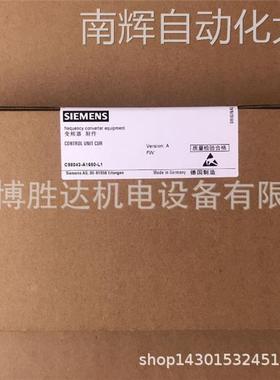 南辉自动化
SIEMENS
frequency converter equipment
变频器 附件
CONTROL UNIT CUR
C98043-A1660-L1
Version: A
FW:
质量检验合格
Siemens AG, DE-91056 Erlangen
Made in Germany
德国制造
博胜达机电设备有限
shop14301532451